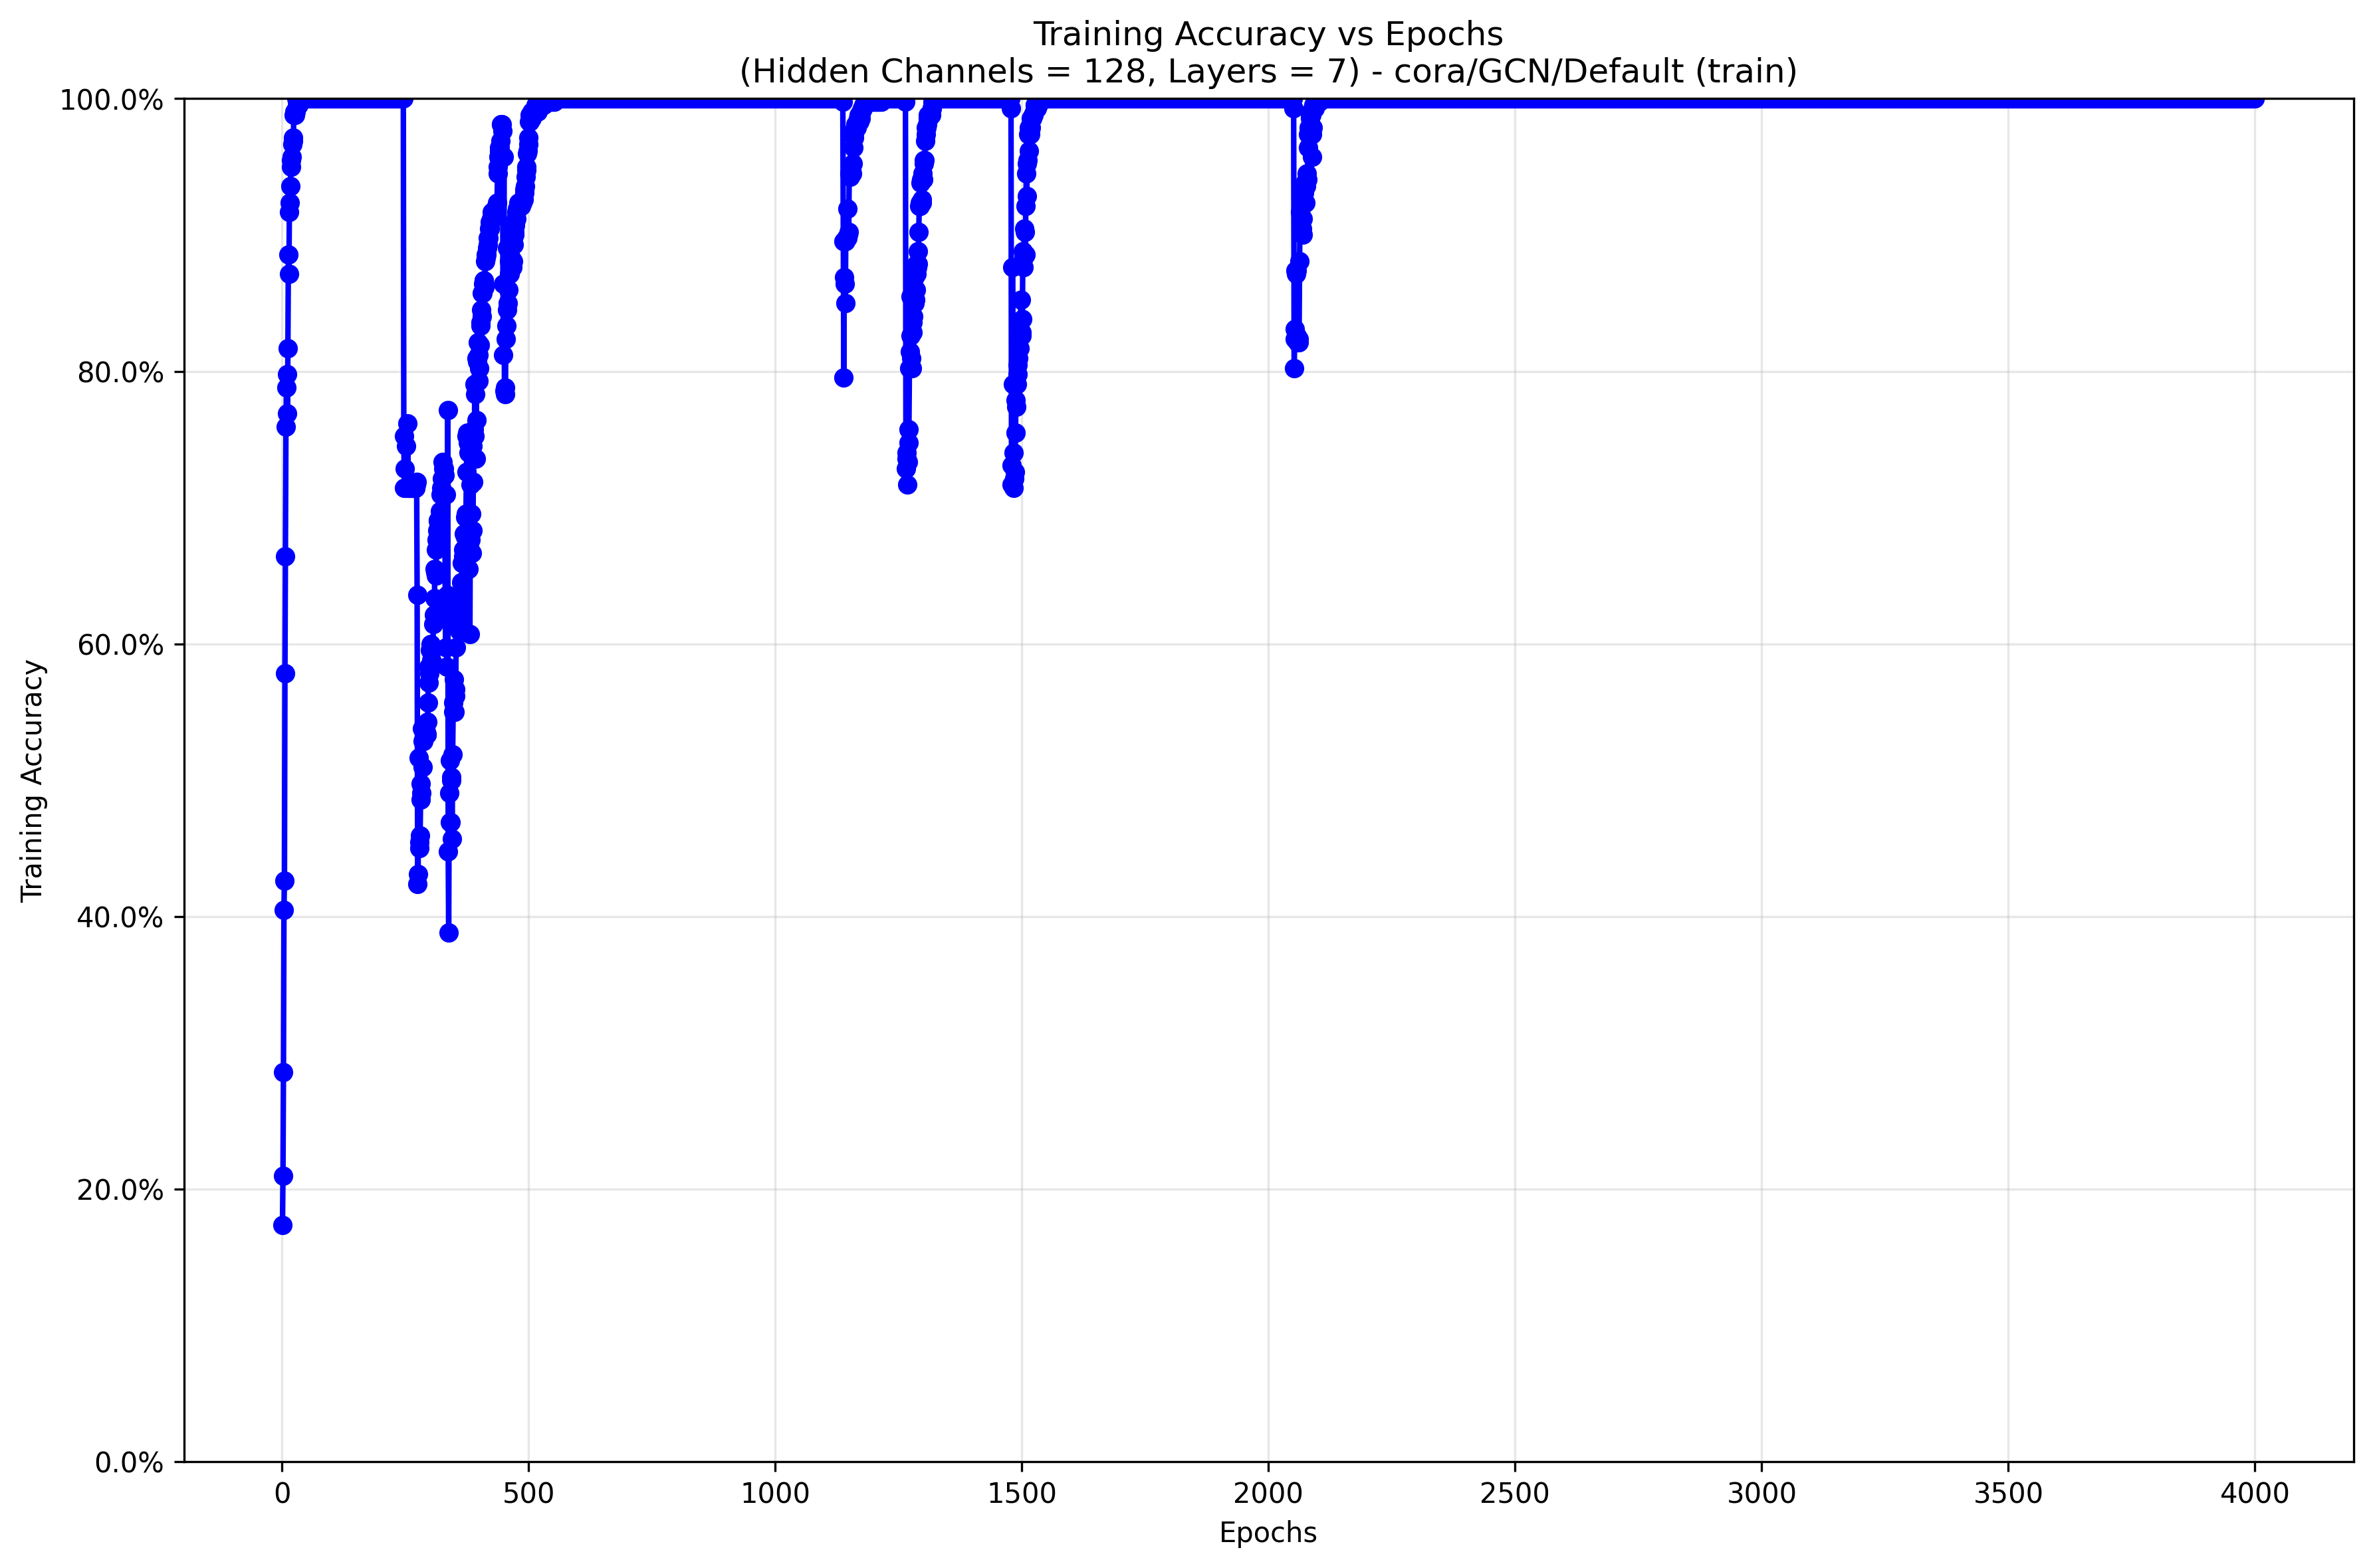 Training Accuracy vs Epochs
(Hidden Channels = 128, Layers = 7) - cora/GCN/Default (train)
Training Accuracy
100.0%
80.0%
60.0%
40.0%
20.0%
0.0%
0 500 1000 1500 2000 2500 3000 3500 4000
Epochs